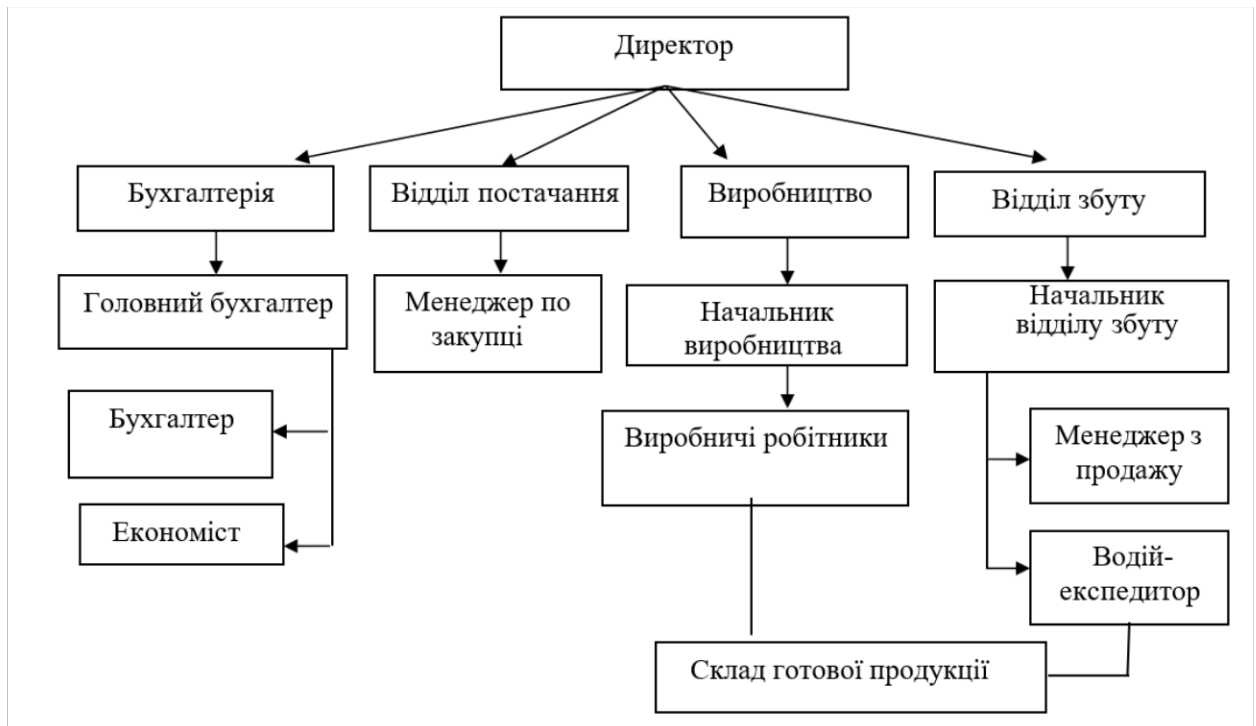 Директор
Бухгалтерія
Відділ постачання
Виробництво
Відділ збуту
Головний бухгалтер
Менеджер по
закупці
Начальник
виробництва
Начальник
відділу збуту
Бухгалтер
Виробничі робітники
Менеджер з
продажу
Економіст
Водій-
експедитор
Склад готової продукції